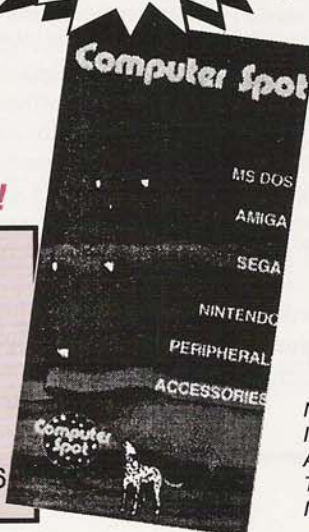 Computer Spot
MS DOS
AMIGA
SEGA
NINTENDO
PERIPHERALS
ACCESSORIES
Computer
Spot